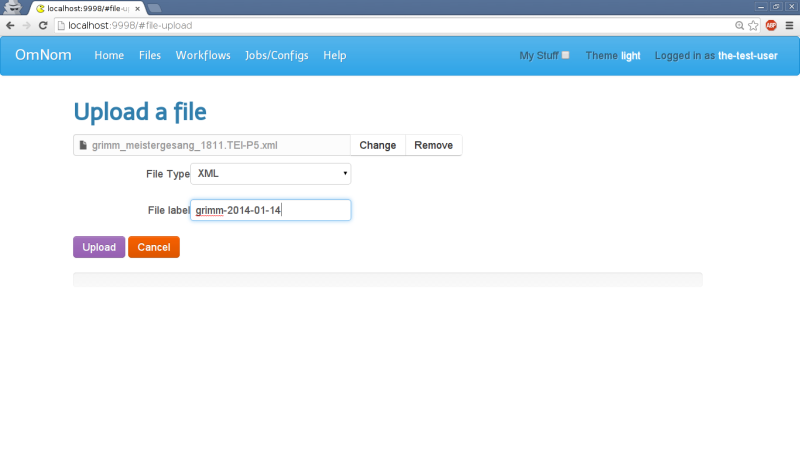 localhost:9998/#file-up
localhost:9998/#file-upload
ABP
OmNom Home Files Workflows Jobs/Configs Help My Stuff Theme light Logged in as the-test-user
Upload a file
grimm_meistergesang_1811.TEI-P5.xml Change Remove
File Type XML
File label grimm-2014-01-14
Upload Cancel